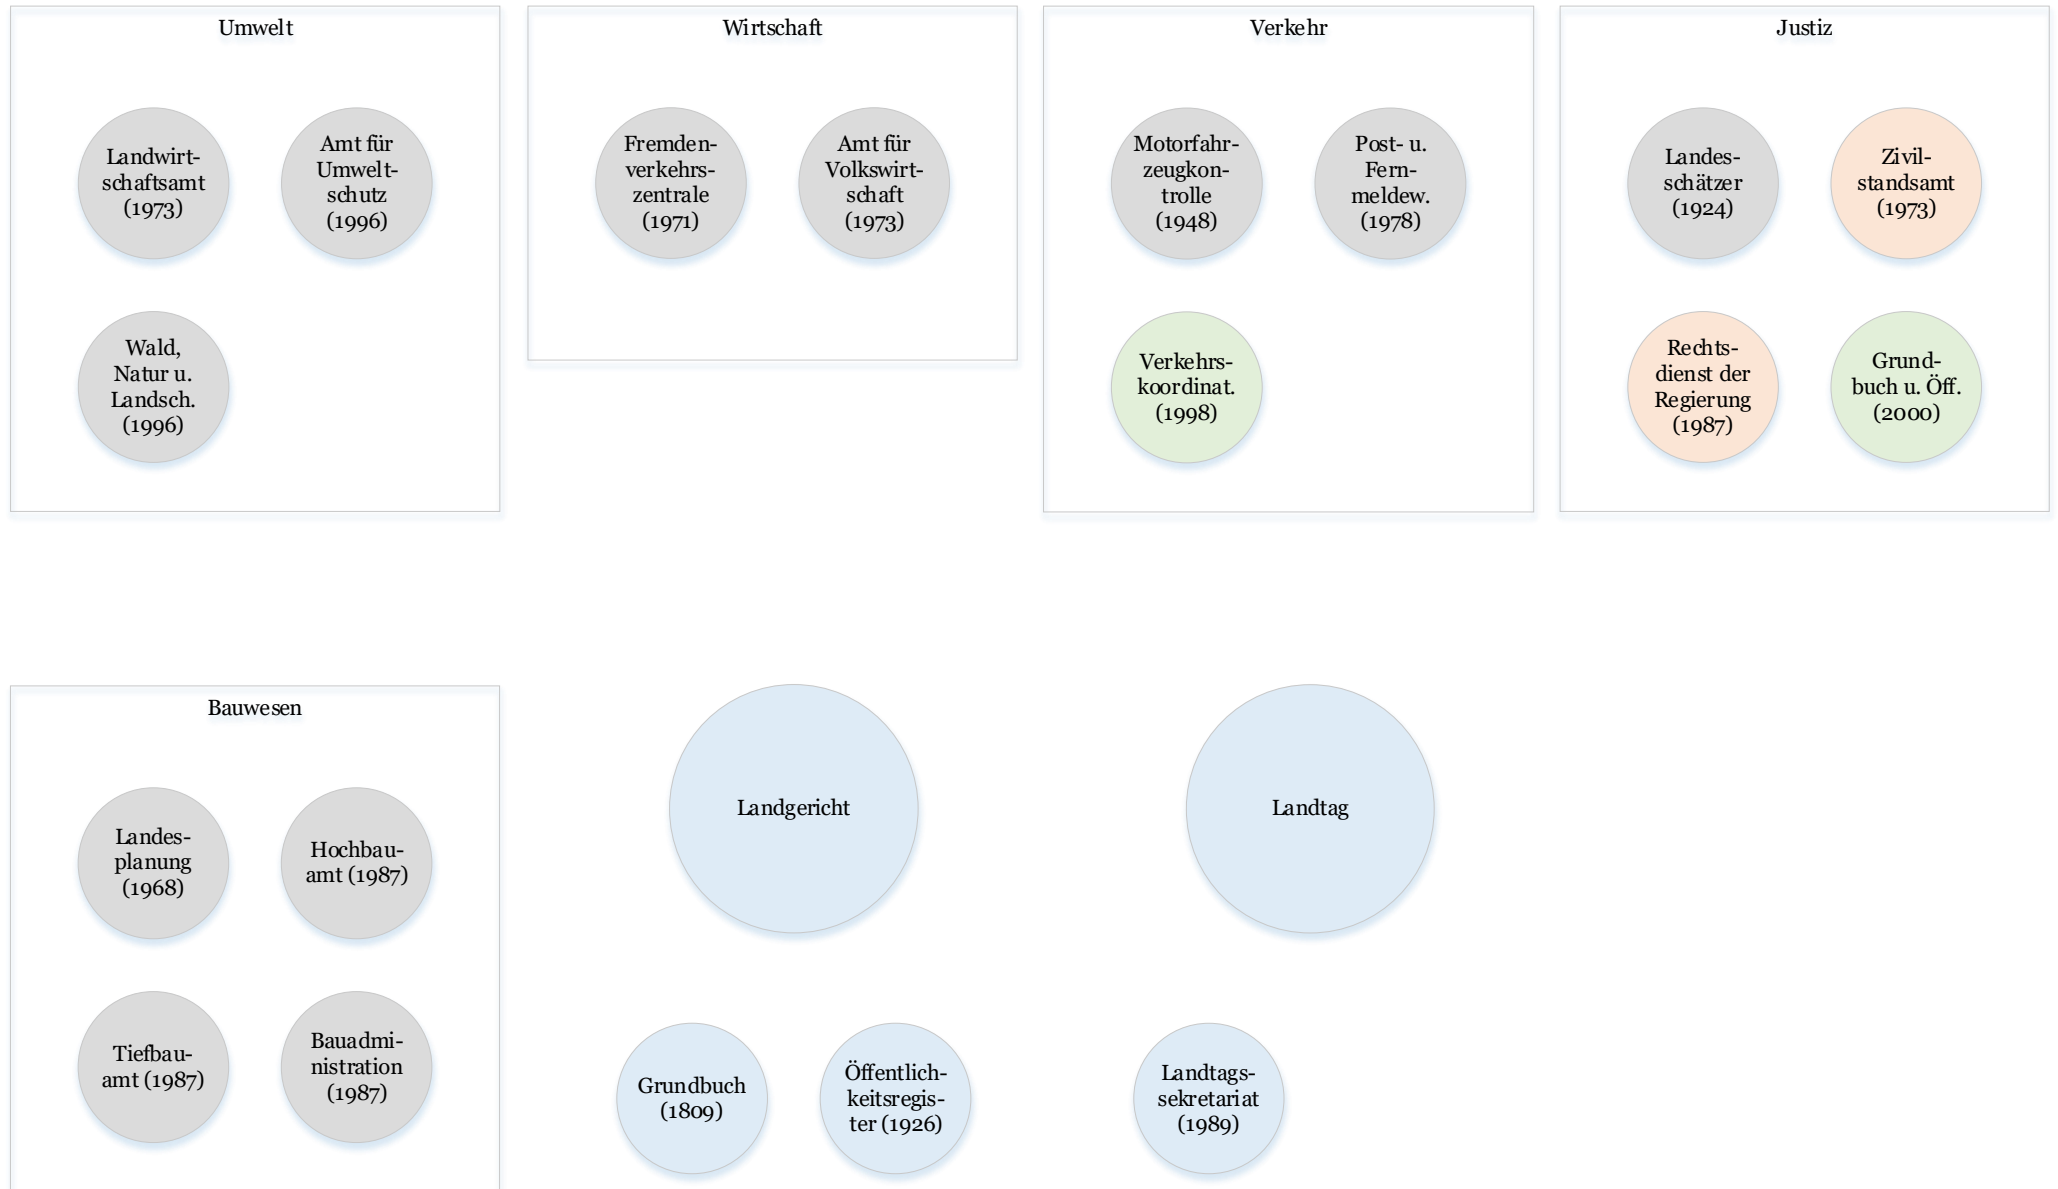 Umwelt
Landwirt-
schaftsamt
(1973)
Amt für
Umwelt-
schutz
(1996)
Wald,
Natur u.
Landsch.
(1996)
Wirtschaft
Fremden-
verkehrs-
zentrale
(1971)
Amt für
Volkswirt-
schaft
(1973)
Verkehr
Motorfahr-
zeugkon-
trolle
(1948)
Post- u.
Fern-
meldew.
(1978)
Verkehrs-
koordinat.
(1998)
Justiz
Landes-
schätzer
(1924)
Zivil-
standsamt
(1973)
Rechts-
dienst der
Regierung
(1987)
Grund-
buch u. Öff.
(2000)
Bauwesen
Landes-
planung
(1968)
Hochbau-
amt (1987)
Tiefbau-
amt (1987)
Bauadmi-
nistration
(1987)
Landgericht
Grundbuch
(1809)
Öffentlich-
keitsregis-
ter (1926)
Landtag
Landtags-
sekretariat
(1989)